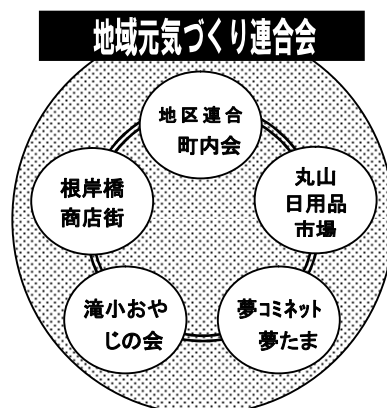 地域元気づくり連合会
地区連合
町内会
根岸橋
商店街
丸山
日用品
市場
滝小おや
じの会
夢コミネット
夢たま